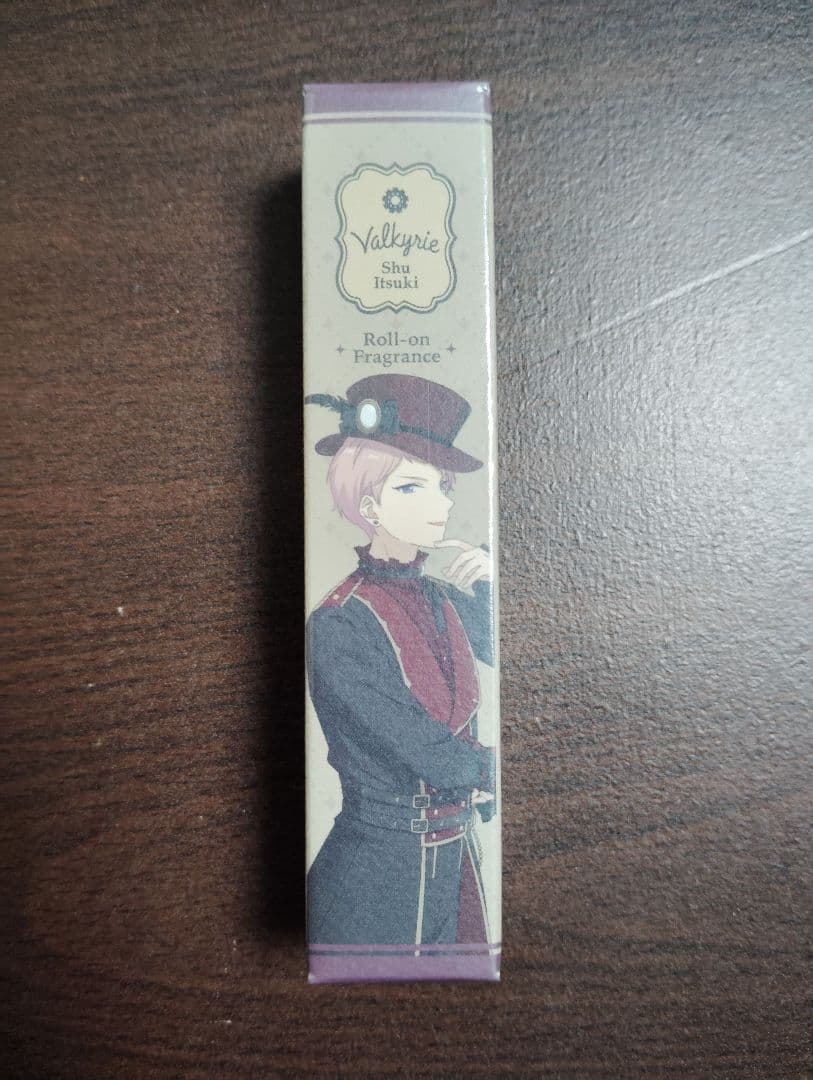 Valkyrie
Shu
Itsuki
Roll-on
Fragrance